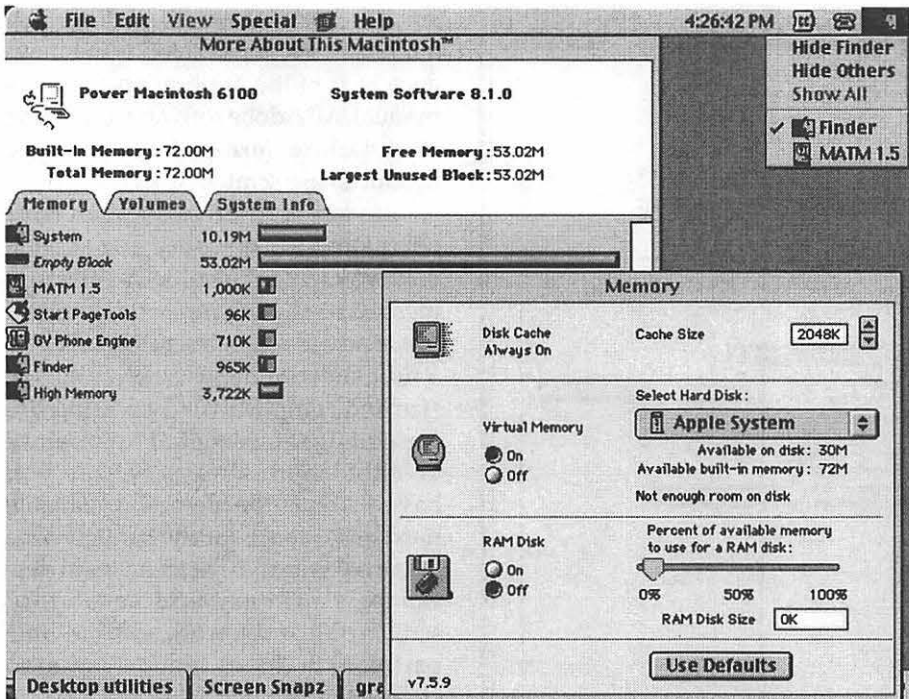 File Edit View Special Help 4:26:42 PM
More About This Macintosh™
Hide Finder
Hide Others
Show All
Finder
MATM 1.5
Power Macintosh 6100 System Software 8.1.0
Built-in Memory: 72.00M Free Memory: 53.02M
Total Memory: 72.00M Largest Unused Block: 53.02M
Memory Volumes System Info
System 10.19M
Empty Block 53.02M
MATM 1.5 1,000K
Start PageTools 96K
GV Phone Engine 710K
Finder 965K
High Memory 3,722K
Memory
Disk Cache
Always On
Cache Size 2048K
Virtual Memory
On
Off
Select Hard Disk:
Apple System
Available on disk: 30M
Available built-in memory: 72M
Not enough room on disk
RAM Disk
On
Off
Percent of available memory
to use for a RAM disk:
0% 50% 100%
RAM Disk Size 0K
Use Defaults
v7.5.9
Desktop utilities Screen Snapz gra